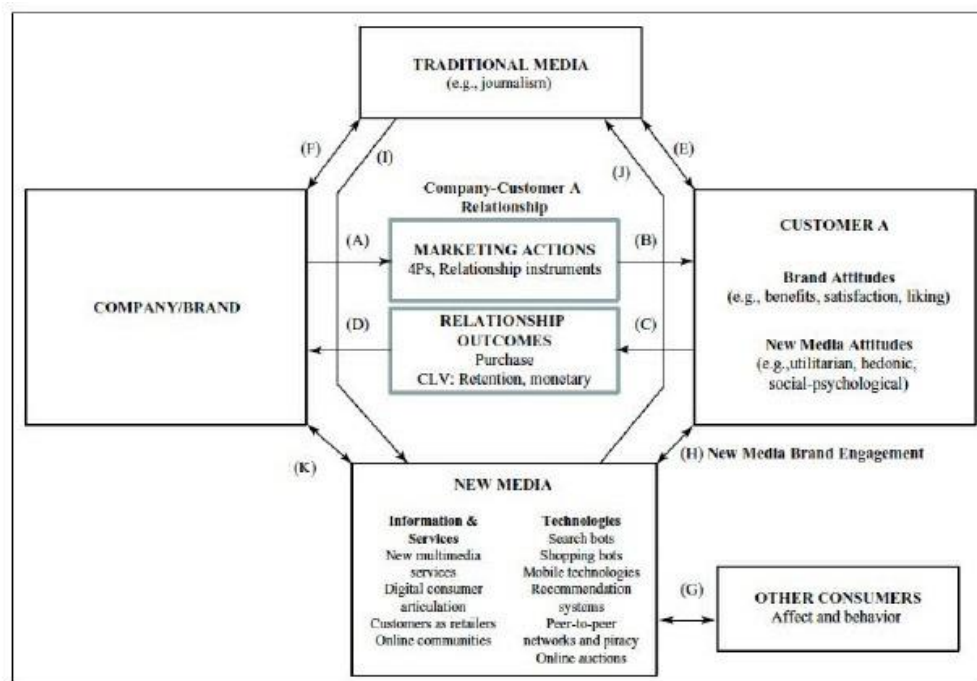 TRADITIONAL MEDIA
(e.g., journalism)
(F)
(I)
(J)
(E)
Company-Customer A
Relationship
(A)
MARKETING ACTIONS
4Ps, Relationship instruments
(B)
COMPANY/BRAND
(D)
RELATIONSHIP
OUTCOMES
Purchase
CLV: Retention, monetary
(C)
CUSTOMER A
Brand Attitudes
(e.g., benefits, satisfaction, liking)
New Media Attitudes
(e.g.,utilitarian, hedonic,
social-psychological)
(K)
(H) New Media Brand Engagement
NEW MEDIA
Information &
Services
New multimedia
services
Digital consumer
articulation
Customers as retailers
Online communities
Technologies
Search bots
Shopping bots
Mobile technologies
Recommendation
systems
Peer-to-peer
networks and piracy
Online auctions
(G)
OTHER CONSUMERS
Affect and behavior